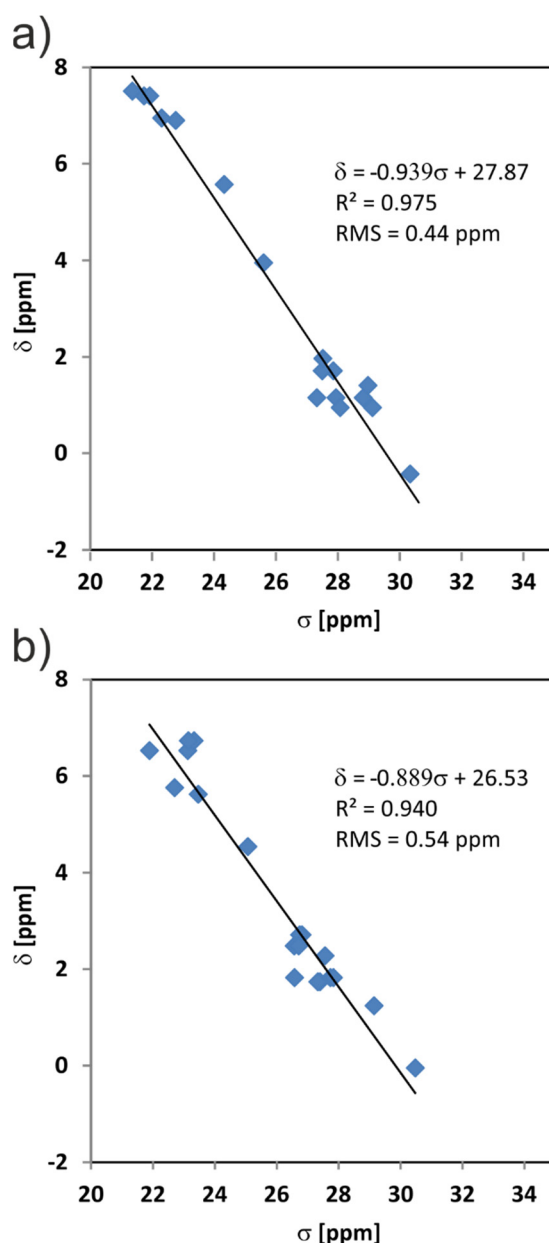 a)
8
6
4
2
0
-2
δ [ppm]
δ = -0.939σ + 27.87
R² = 0.975
RMS = 0.44 ppm
20 22 24 26 28 30 32 34
σ [ppm]
b)
8
6
4
2
0
-2
δ [ppm]
δ = -0.889σ + 26.53
R² = 0.940
RMS = 0.54 ppm
20 22 24 26 28 30 32 34
σ [ppm]